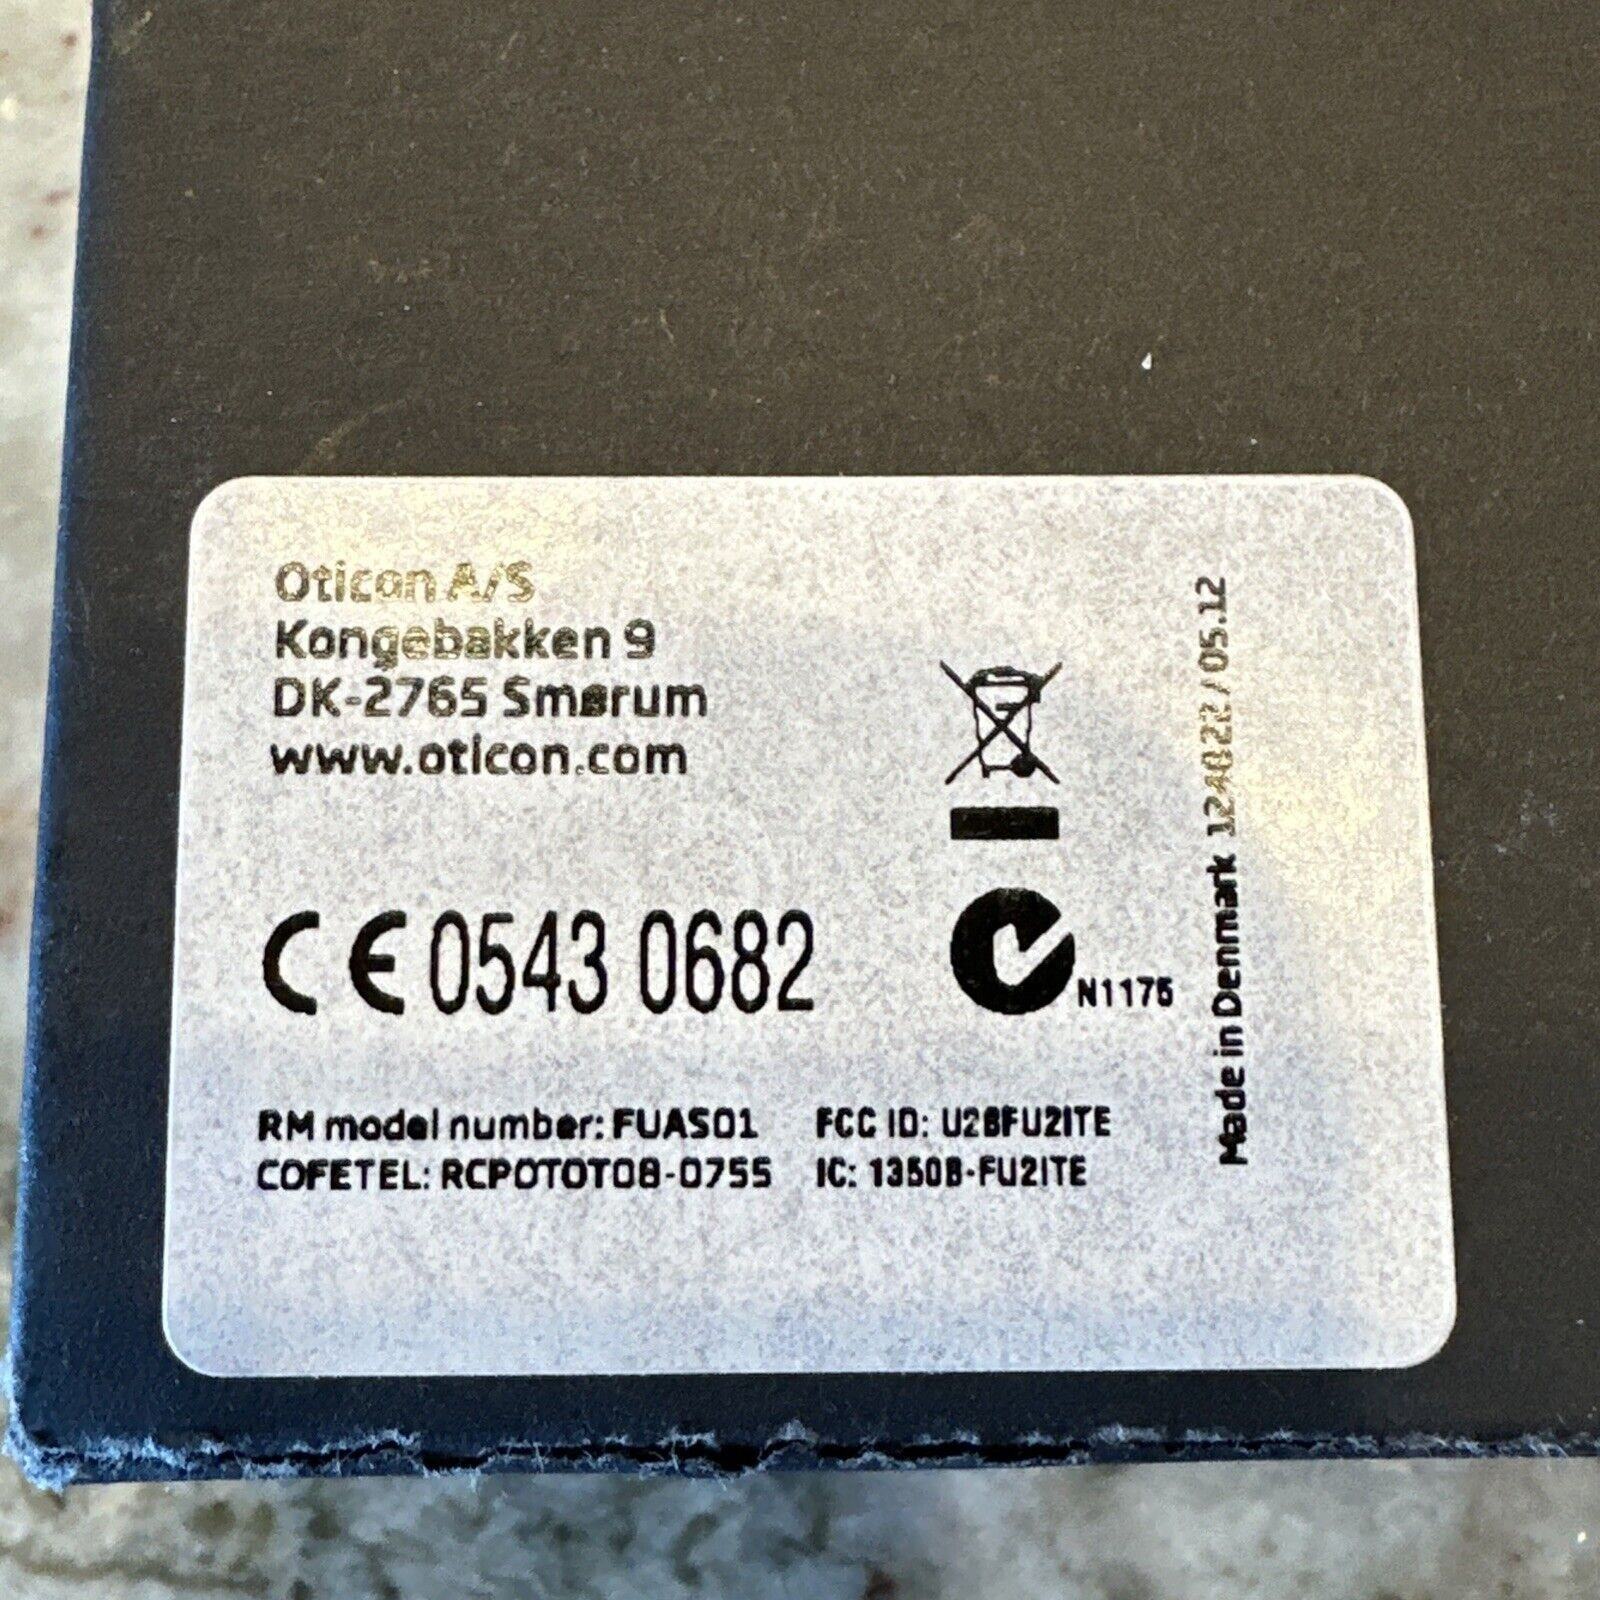 Oticon A/S
Kongebakken 9
DK-2765 Smørum
www.oticon.com
CE 0543 0682
N1175
RM model number: FUAS01
FCC ID: U28FU2ITE
COFETEL: RCPOTOT08-0755
IC: 1350B-FU2ITE
Made in Denmark 124822/05.12